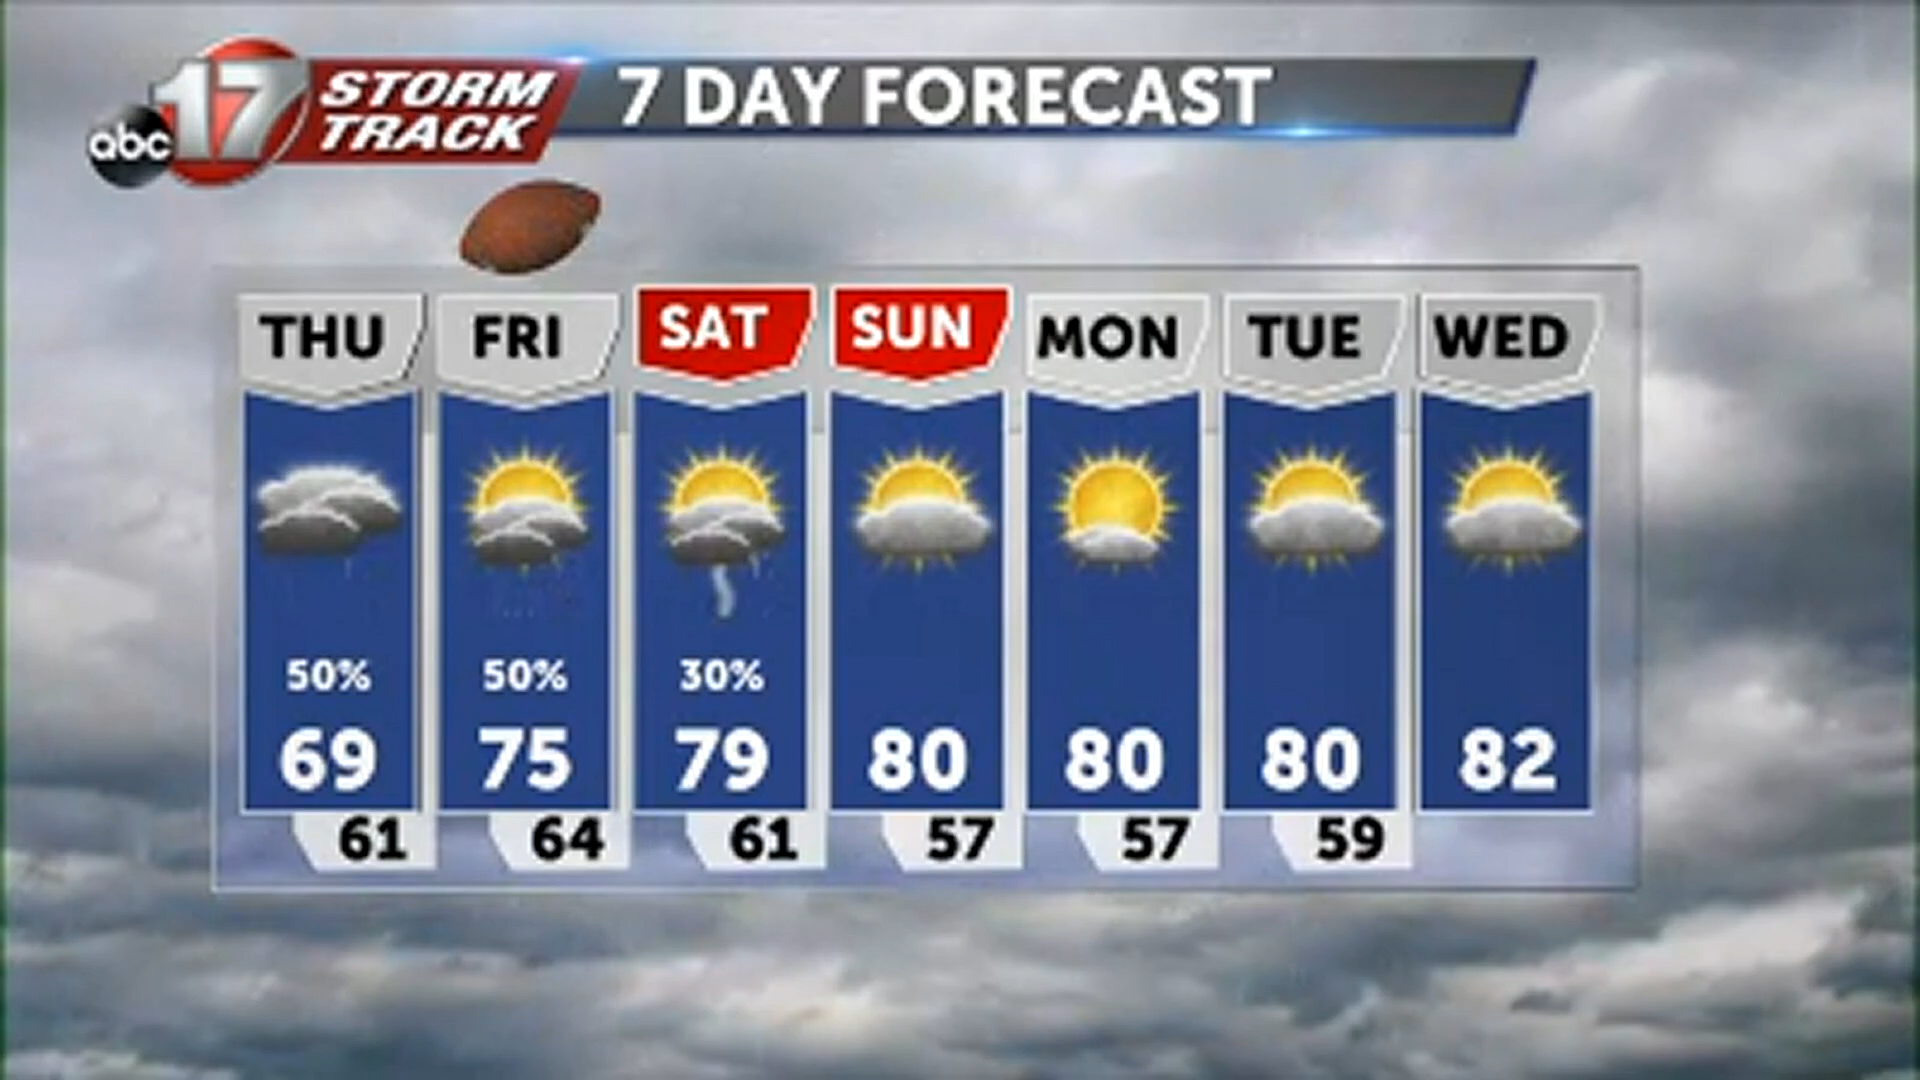 abc 17 STORM TRACK
7 DAY FORECAST
THU FRI SAT SUN MON TUE WED
50% 50% 30%
69 75 79 80 80 80 82
61 64 61 57 57 59